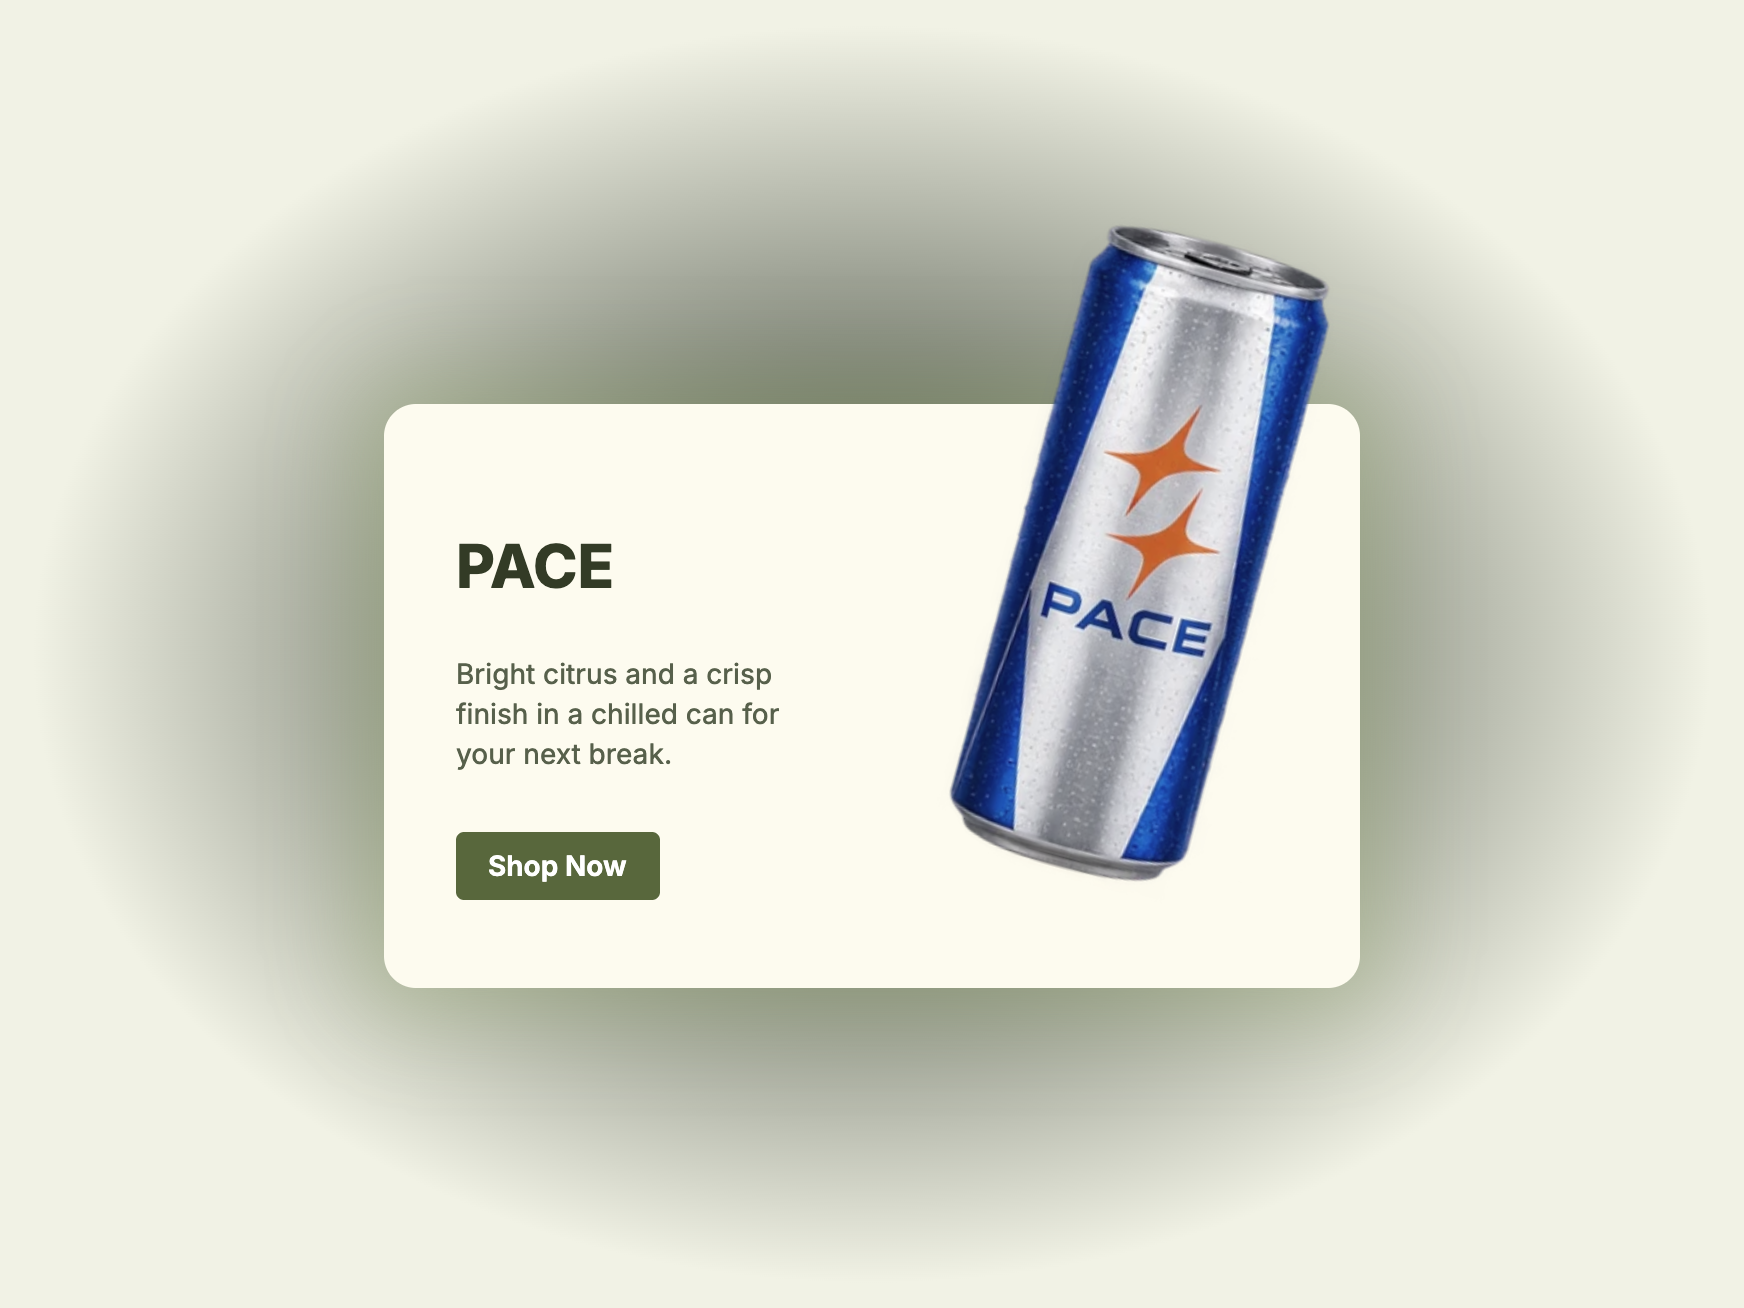 PACE
Bright citrus and a crisp
finish in a chilled can for
your next break.
Shop Now
PACE